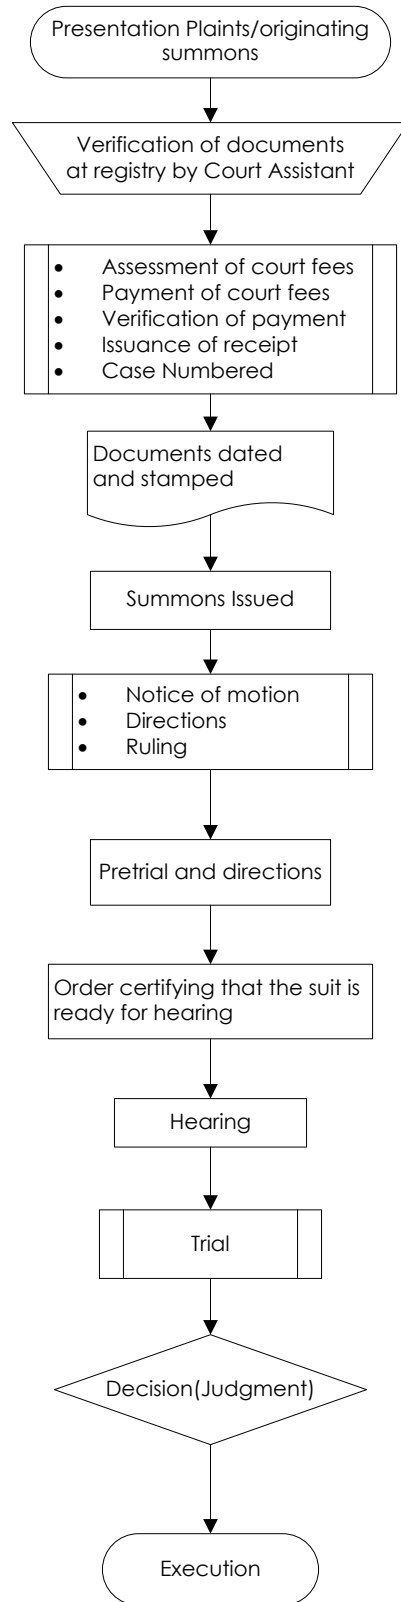 Presentation Plaints/originating
summons
Verification of documents
at registry by Court Assistant
• Assessment of court fees
• Payment of court fees
• Verification of payment
• Issuance of receipt
• Case Numbered
Documents dated
and stamped
Summons Issued
• Notice of motion
• Directions
• Ruling
Pretrial and directions
Order certifying that the suit is
ready for hearing
Hearing
Trial
Decision(Judgment)
Execution